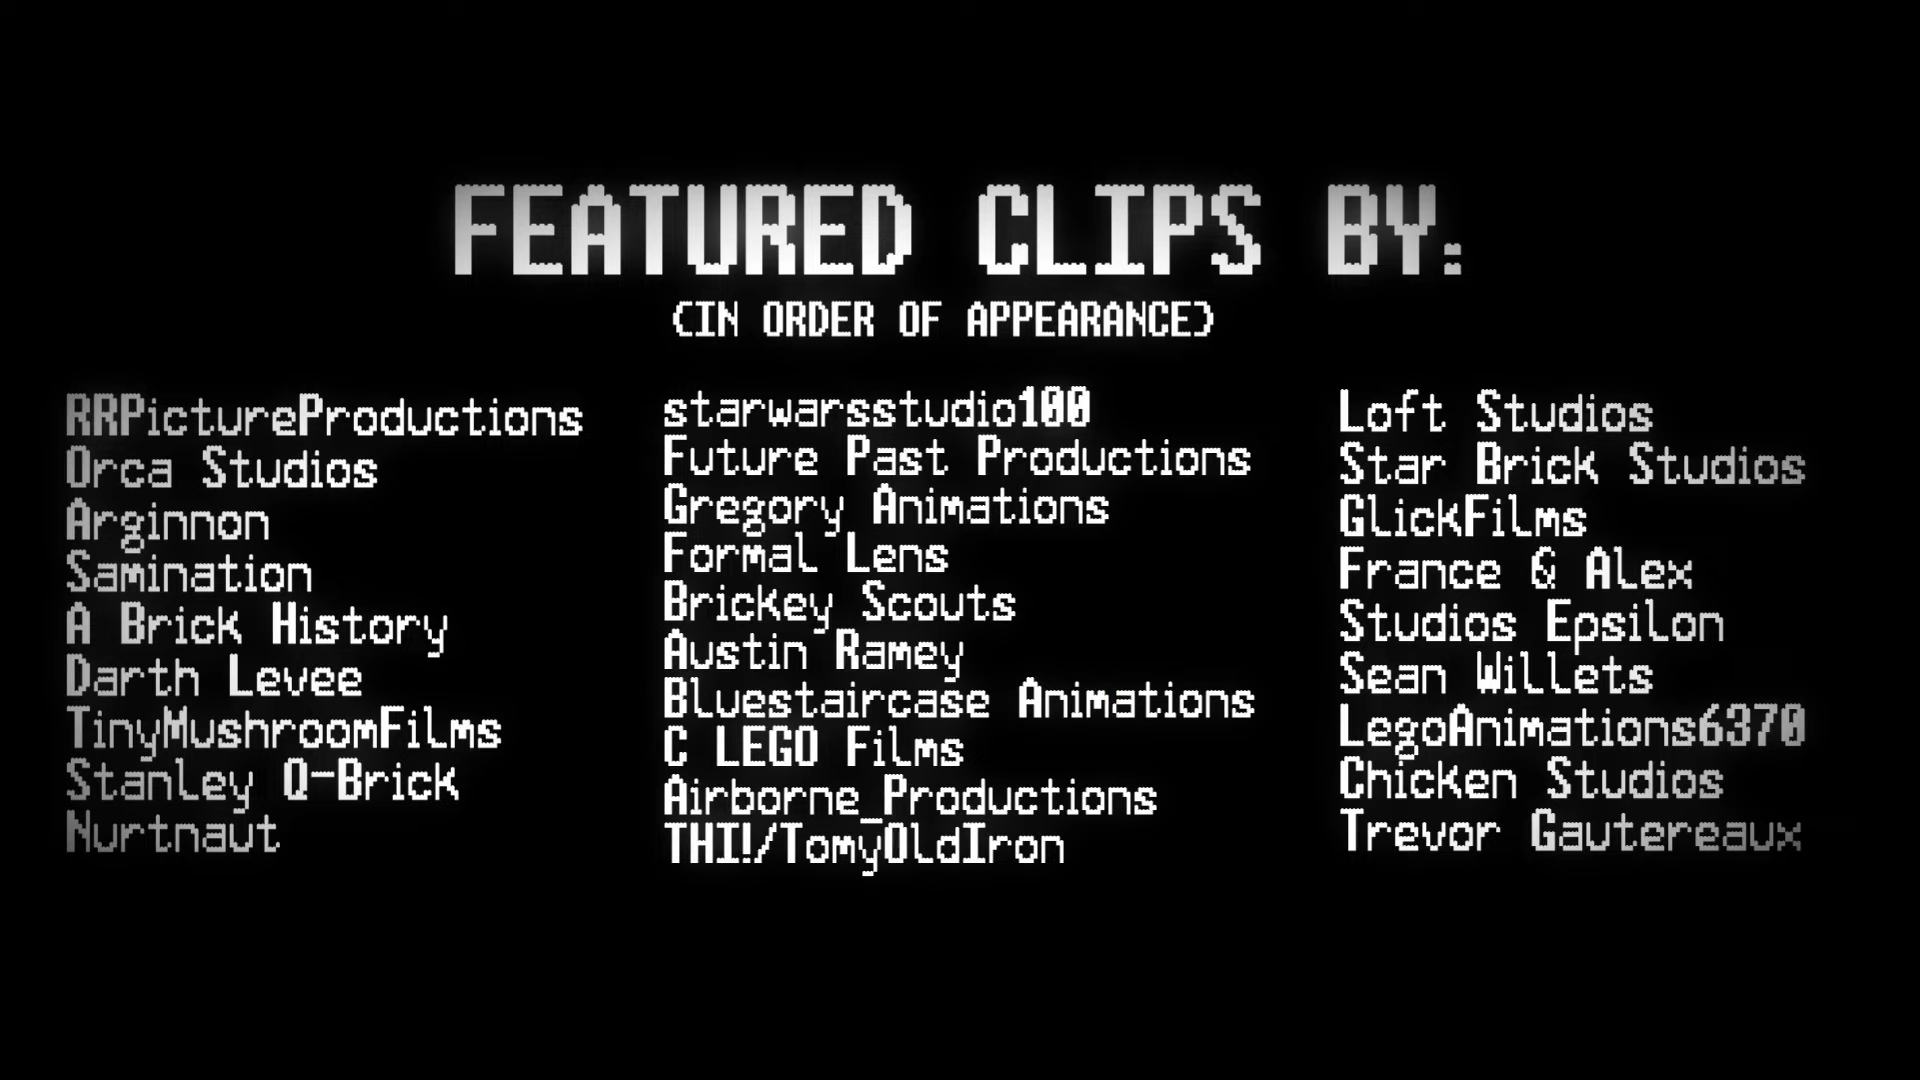 FEATURED CLIPS BY:
(IN ORDER OF APPEARANCE)
RRPictureProductions
Orca Studios
Arginnon
Samination
A Brick History
Darth Levee
TinyMushroomFilms
Stanley Q-Brick
Nurtnaut
starwarsstudio100
Future Past Productions
Gregory Animations
Formal Lens
Brickey Scouts
Austin Ramey
Bluestaircase Animations
C LEGO Films
Airborne_Productions
THI!/TomyOldIron
Loft Studios
Star Brick Studios
GlickFilms
France & Alex
Studios Epsilon
Sean Willets
LegoAnimations6370
Chicken Studios
Trevor Gautereaux